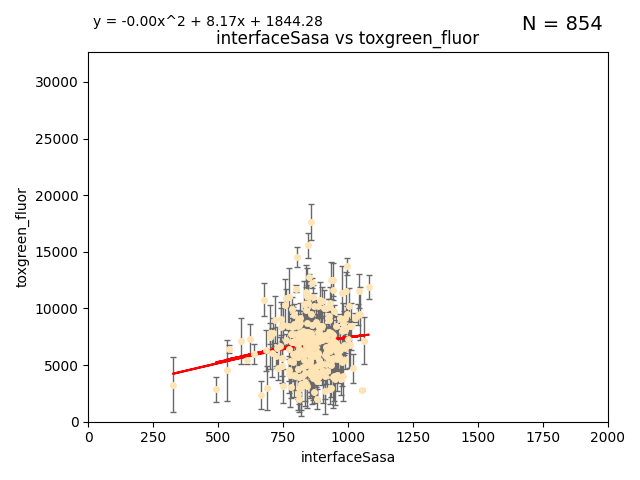 y = -0.00x^2 + 8.17x + 1844.28
N = 854
interfaceSasa vs toxgreen_fluor
30000
25000
20000
15000
10000
5000
0
toxgreen_fluor
0 250 500 750 1000 1250 1500 1750 2000
interfaceSasa